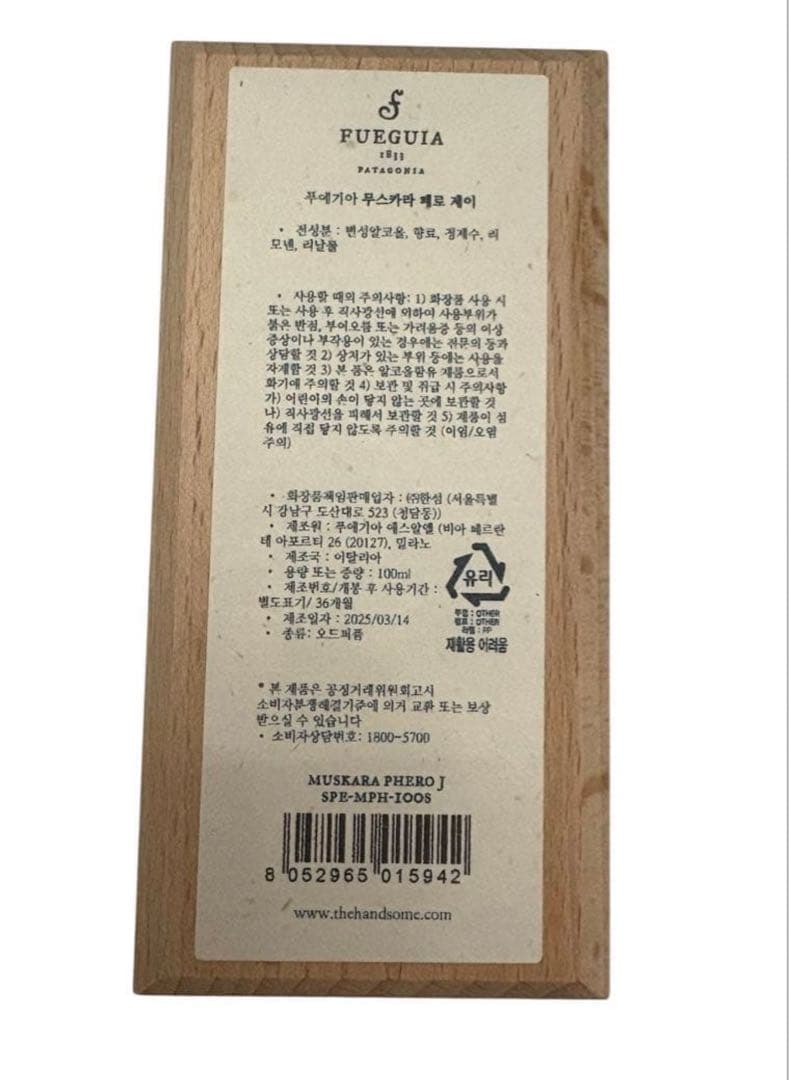 FUEGUIA
1833
PATAGONIA
푸에기아 무스카라 페로 제이
• 전성분 : 변성알코올, 향료, 정제수, 리
모넨, 리날룰
• 사용할 때의 주의사항: 1) 화장품 사용 시
또는 사용 후 직사광선에 의하여 사용부위가
붉은 반점, 부어오름 또는 가려움증 등의 이상
증상이나 부작용이 있는 경우에는 전문의 등과
상담할 것 2) 상처가 있는 부위 등에는 사용을
자제할 것 3) 본 품은 알코올함유 제품으로서
화기에 주의할 것 4) 보관 및 취급 시 주의사항
가) 어린이의 손이 닿지 않는 곳에 보관할 것
나) 직사광선을 피해서 보관할 것 5) 제품이 섬
유에 직접 닿지 않도록 주의할 것 (이염/오염
주의)
• 화장품책임판매업자 : ㈜한섬 (서울특별
시 강남구 도산대로 523 (청담동))
• 제조원 : 푸에기아 에스알엘 (비아 페르란
테 아포르티 26 (20127), 밀라노
• 제조국 : 이탈리아
• 용량 또는 중량 : 100ml
• 제조번호/개봉 후 사용기간 :
별도표기/ 36개월
• 제조일자 : 2025/03/14
• 종류: 오드퍼퓸
유리
뚜껑 : OTHER
펌프 : OTHER
라벨 : PP
재활용 어려움
* 본 제품은 공정거래위원회고시
소비자분쟁해결기준에 의거 교환 또는 보상
받으실 수 있습니다
• 소비자상담번호: 1800-5700
MUSKARA PHERO J
SPE-MPH-100S
8 052965 015942
www.thehandsome.com